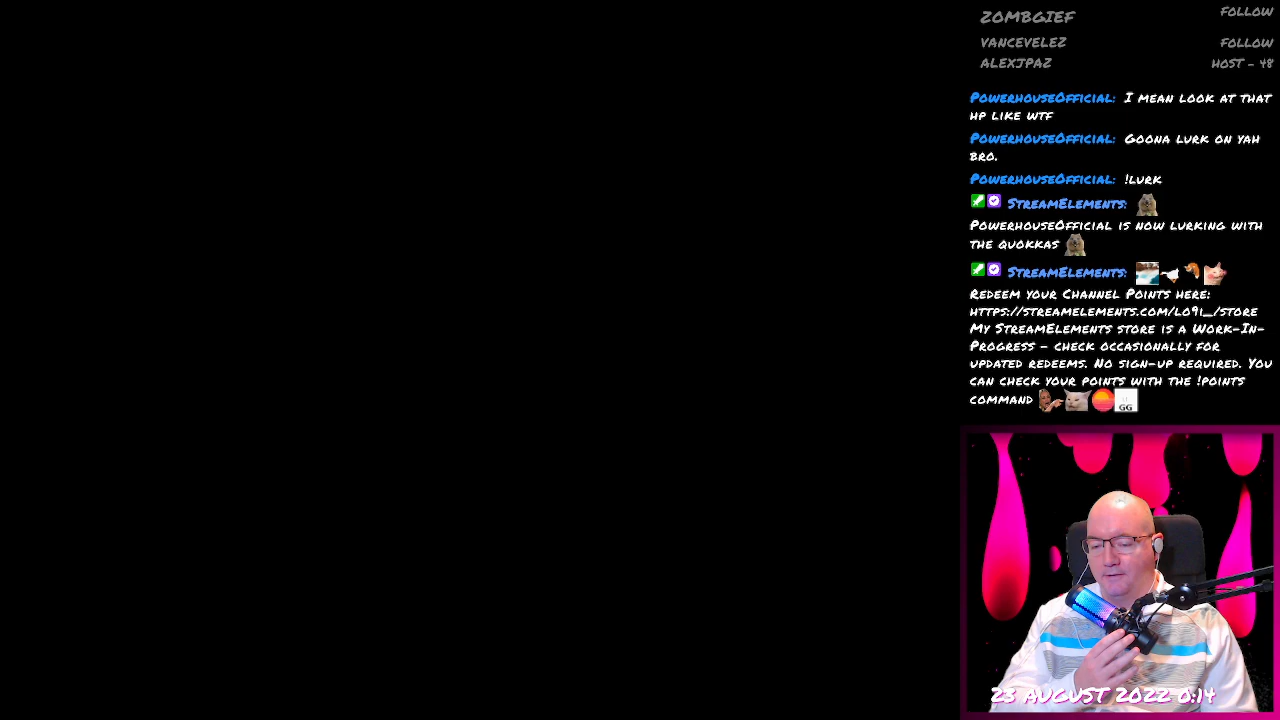 ZOMBGIEF FOLLOW
VANCEVELEZ FOLLOW
ALEXJPAZ HOST - 48
PowerhouseOfficial: I mean look at that
hp like wtf
PowerhouseOfficial: Goona lurk on yah
bro.
PowerhouseOfficial: !lurk
StreamElements:
PowerhouseOfficial is now lurking with
the quokkas
StreamElements:
Redeem your Channel Points here:
https://streamelements.com/lo9i_/store
My StreamElements store is a Work-In-
Progress - check occasionally for
updated redeems. No sign-up required. You
can check your points with the !points
command
GG
23 AUGUST 2022 0:14